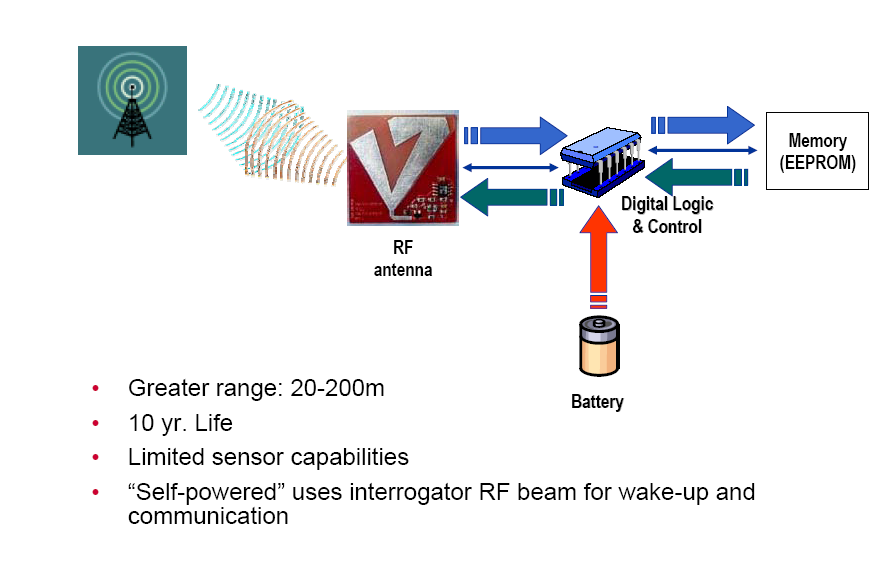 Memory
(EEPROM)
Digital Logic
& Control
RF
antenna
Battery
• Greater range: 20-200m
• 10 yr. Life
• Limited sensor capabilities
• “Self-powered” uses interrogator RF beam for wake-up and
communication